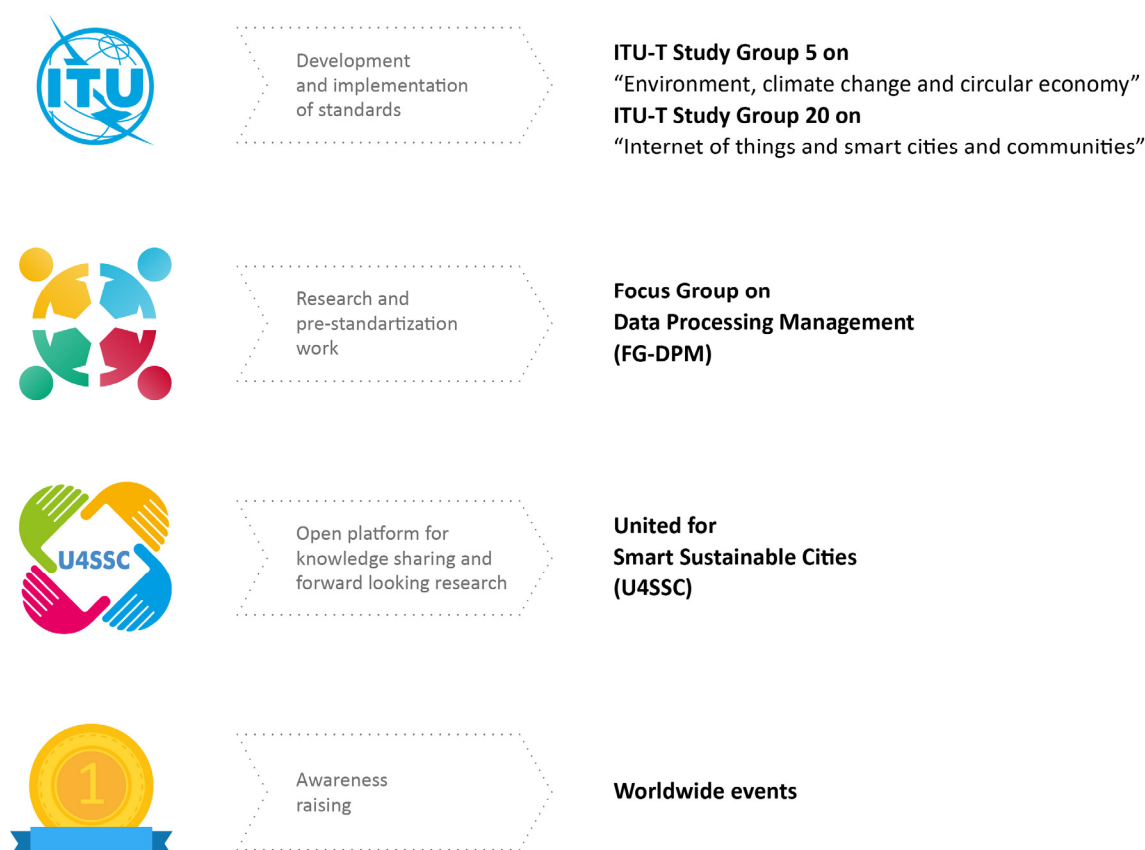 ITU
Development
and implementation
of standards
ITU-T Study Group 5 on
“Environment, climate change and circular economy”
ITU-T Study Group 20 on
“Internet of things and smart cities and communities”
Research and
pre-standartization
work
Focus Group on
Data Processing Management
(FG-DPM)
U4SSC
Open platform for
knowledge sharing and
forward looking research
United for
Smart Sustainable Cities
(U4SSC)
1
Awareness
raising
Worldwide events